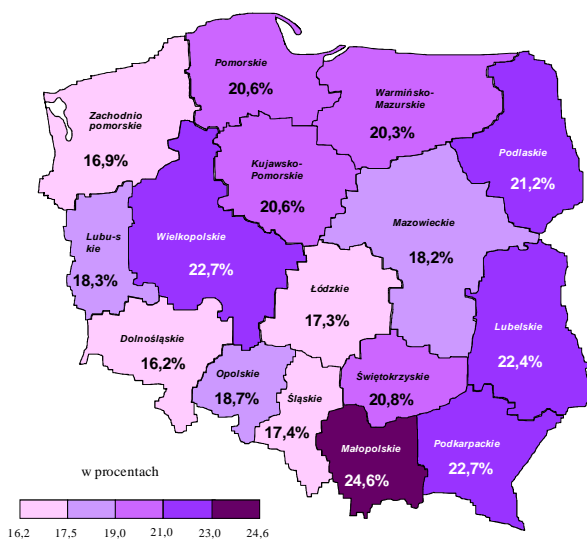 Pomorskie
20,6%
Warmińsko-
Mazurskie
20,3%
Zachodnio
pomorskie
16,9%
Podlaskie
21,2%
Kujawsko-
Pomorskie
20,6%
Mazowieckie
18,2%
Lubu-s
kie
18,3%
Wielkopolskie
22,7%
Łódzkie
17,3%
Lubelskie
22,4%
Dolnośląskie
16,2%
Opolskie
18,7%
Śląskie
17,4%
Świętokrzyskie
20,8%
Małopolskie
24,6%
Podkarpackie
22,7%
w procentach
16,2 17,5 19,0 21,0 23,0 24,6